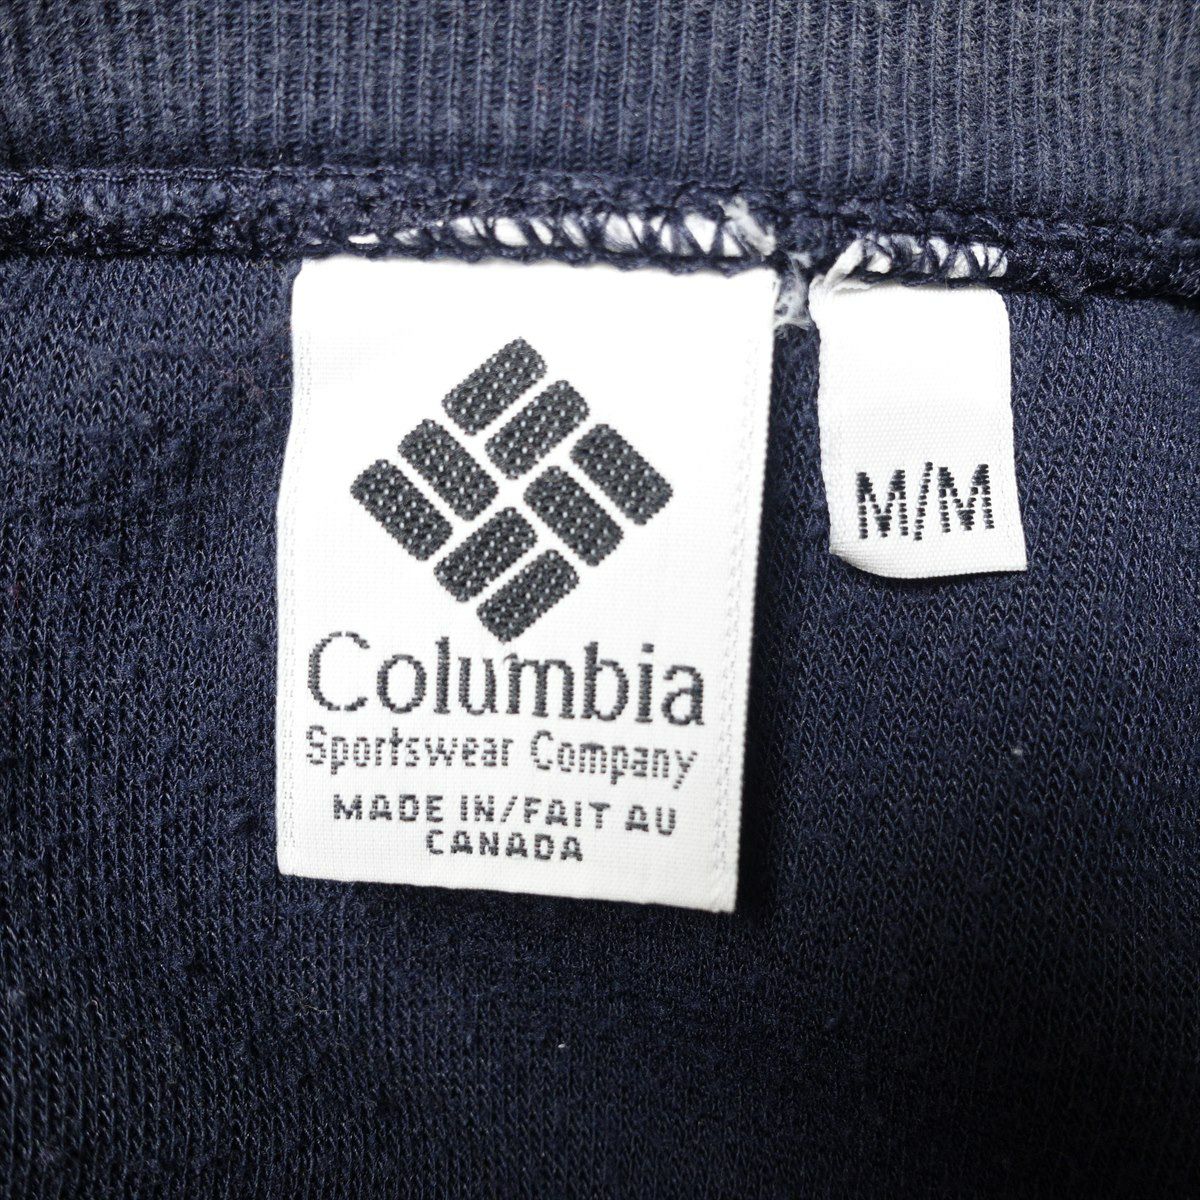 Columbia
Sportswear Company
MADE IN/FAIT AU
CANADA
M/M